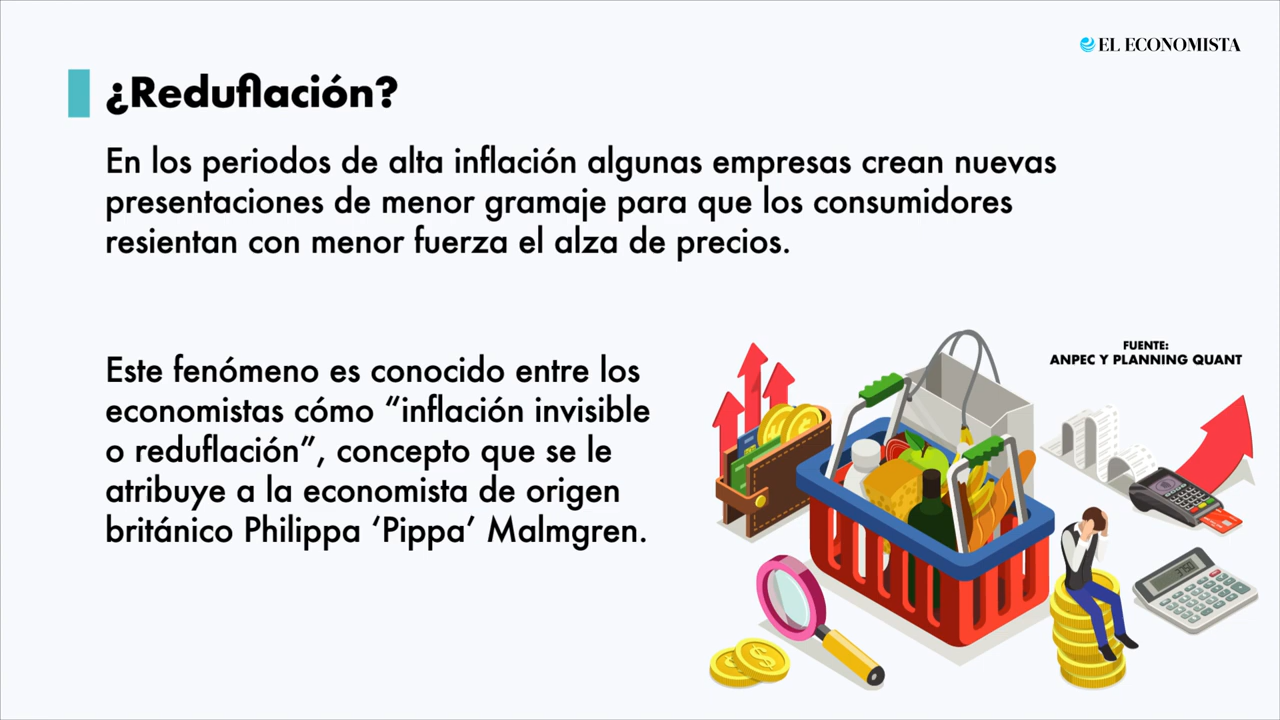 EL ECONOMISTA
¿Reduflación?
En los periodos de alta inflación algunas empresas crean nuevas
presentaciones de menor gramaje para que los consumidores
resientan con menor fuerza el alza de precios.
Este fenómeno es conocido entre los
economistas cómo “inflación invisible
o reduflación”, concepto que se le
atribuye a la economista de origen
británico Philippa ‘Pippa’ Malmgren.
FUENTE:
ANPEC Y PLANNING QUANT